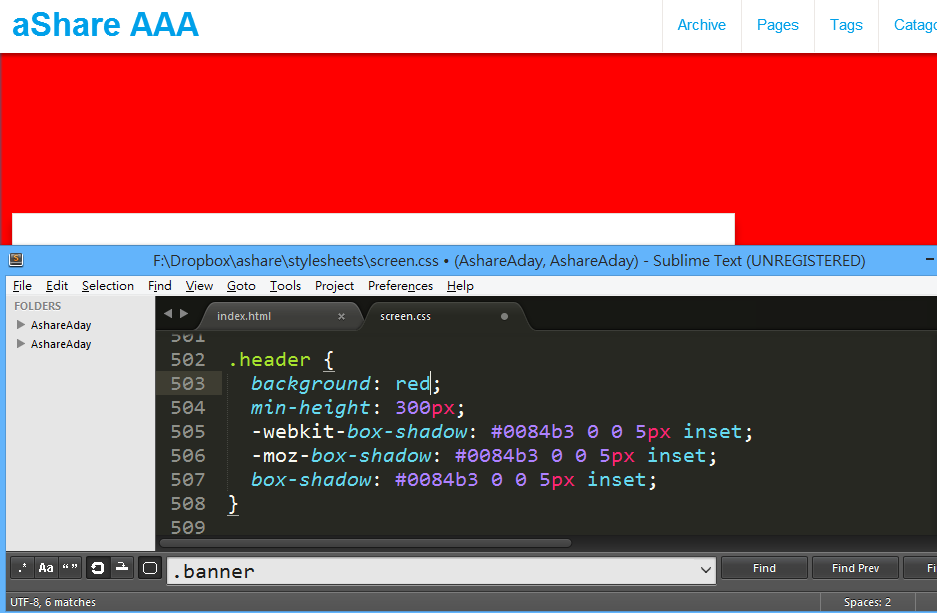 aShare AAA
Archive
Pages
Tags
Catago
F:\Dropbox\ashare\stylesheets\screen.css • (AshareAday, AshareAday) - Sublime Text (UNREGISTERED)
File Edit Selection Find View Goto Tools Project Preferences Help
FOLDERS
AshareAday
AshareAday
index.html ×
screen.css
501
502 .header {
503 background: red;
504 min-height: 300px;
505 -webkit-box-shadow: #0084b3 0 0 5px inset;
506 -moz-box-shadow: #0084b3 0 0 5px inset;
507 box-shadow: #0084b3 0 0 5px inset;
508 }
509
.* Aa “ ”
.banner
Find
Find Prev
Fi
UTF-8, 6 matches
Spaces: 2